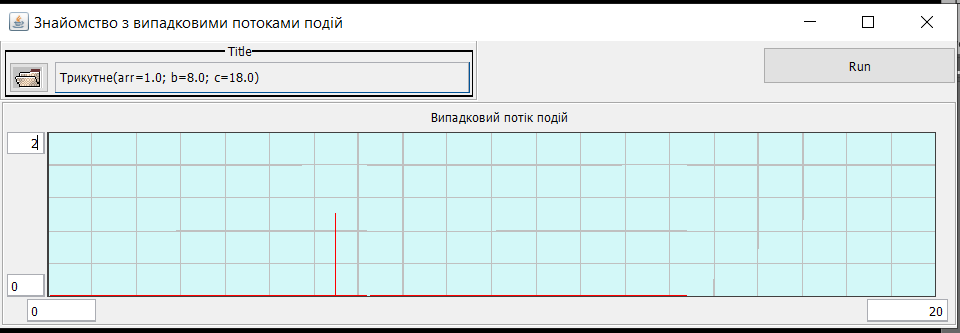 Знайомство з випадковими потоками подій
Title
Трикутне(arr=1.0; b=8.0; c=18.0)
Run
Випадковий потік подій
2
0
0
20